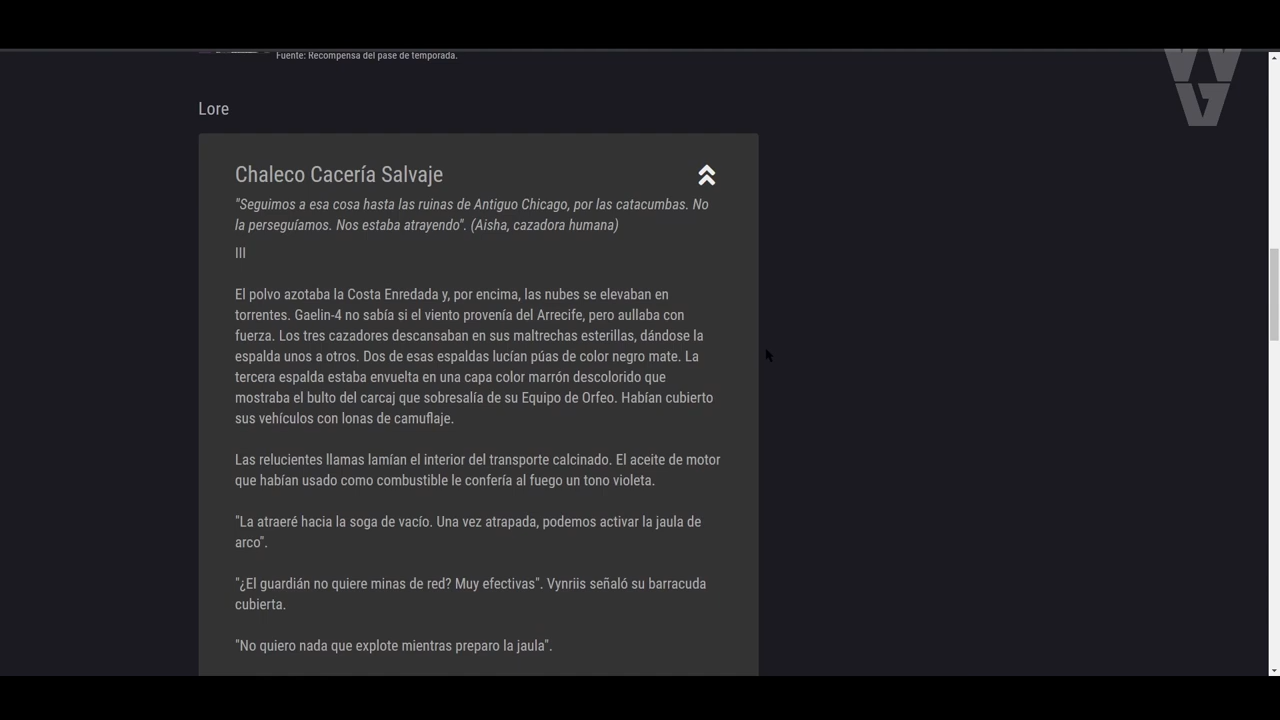 Fuente: Recompensa del pase de temporada.
Lore
Chaleco Cacería Salvaje
"Seguimos a esa cosa hasta las ruinas de Antiguo Chicago, por las catacumbas. No
la perseguíamos. Nos estaba atrayendo". (Aisha, cazadora humana)
III
El polvo azotaba la Costa Enredada y, por encima, las nubes se elevaban en
torrentes. Gaelin-4 no sabía si el viento provenía del Arrecife, pero aullaba con
fuerza. Los tres cazadores descansaban en sus maltrechas esterillas, dándose la
espalda unos a otros. Dos de esas espaldas lucían púas de color negro mate. La
tercera espalda estaba envuelta en una capa color marrón descolorido que
mostraba el bulto del carcaj que sobresalía de su Equipo de Orfeo. Habían cubierto
sus vehículos con lonas de camuflaje.
Las relucientes llamas lamían el interior del transporte calcinado. El aceite de motor
que habían usado como combustible le confería al fuego un tono violeta.
"La atraeré hacia la soga de vacío. Una vez atrapada, podemos activar la jaula de
arco".
"¿El guardián no quiere minas de red? Muy efectivas". Vynriis señaló su barracuda
cubierta.
"No quiero nada que explote mientras preparo la jaula".